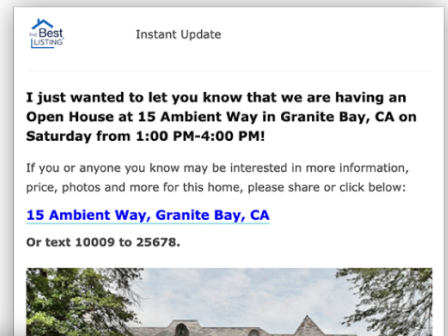 THE Best
LISTING
Instant Update
I just wanted to let you know that we are having an
Open House at 15 Ambient Way in Granite Bay, CA on
Saturday from 1:00 PM-4:00 PM!
If you or anyone you know may be interested in more information,
price, photos and more for this home, please share or click below:
15 Ambient Way, Granite Bay, CA
Or text 10009 to 25678.